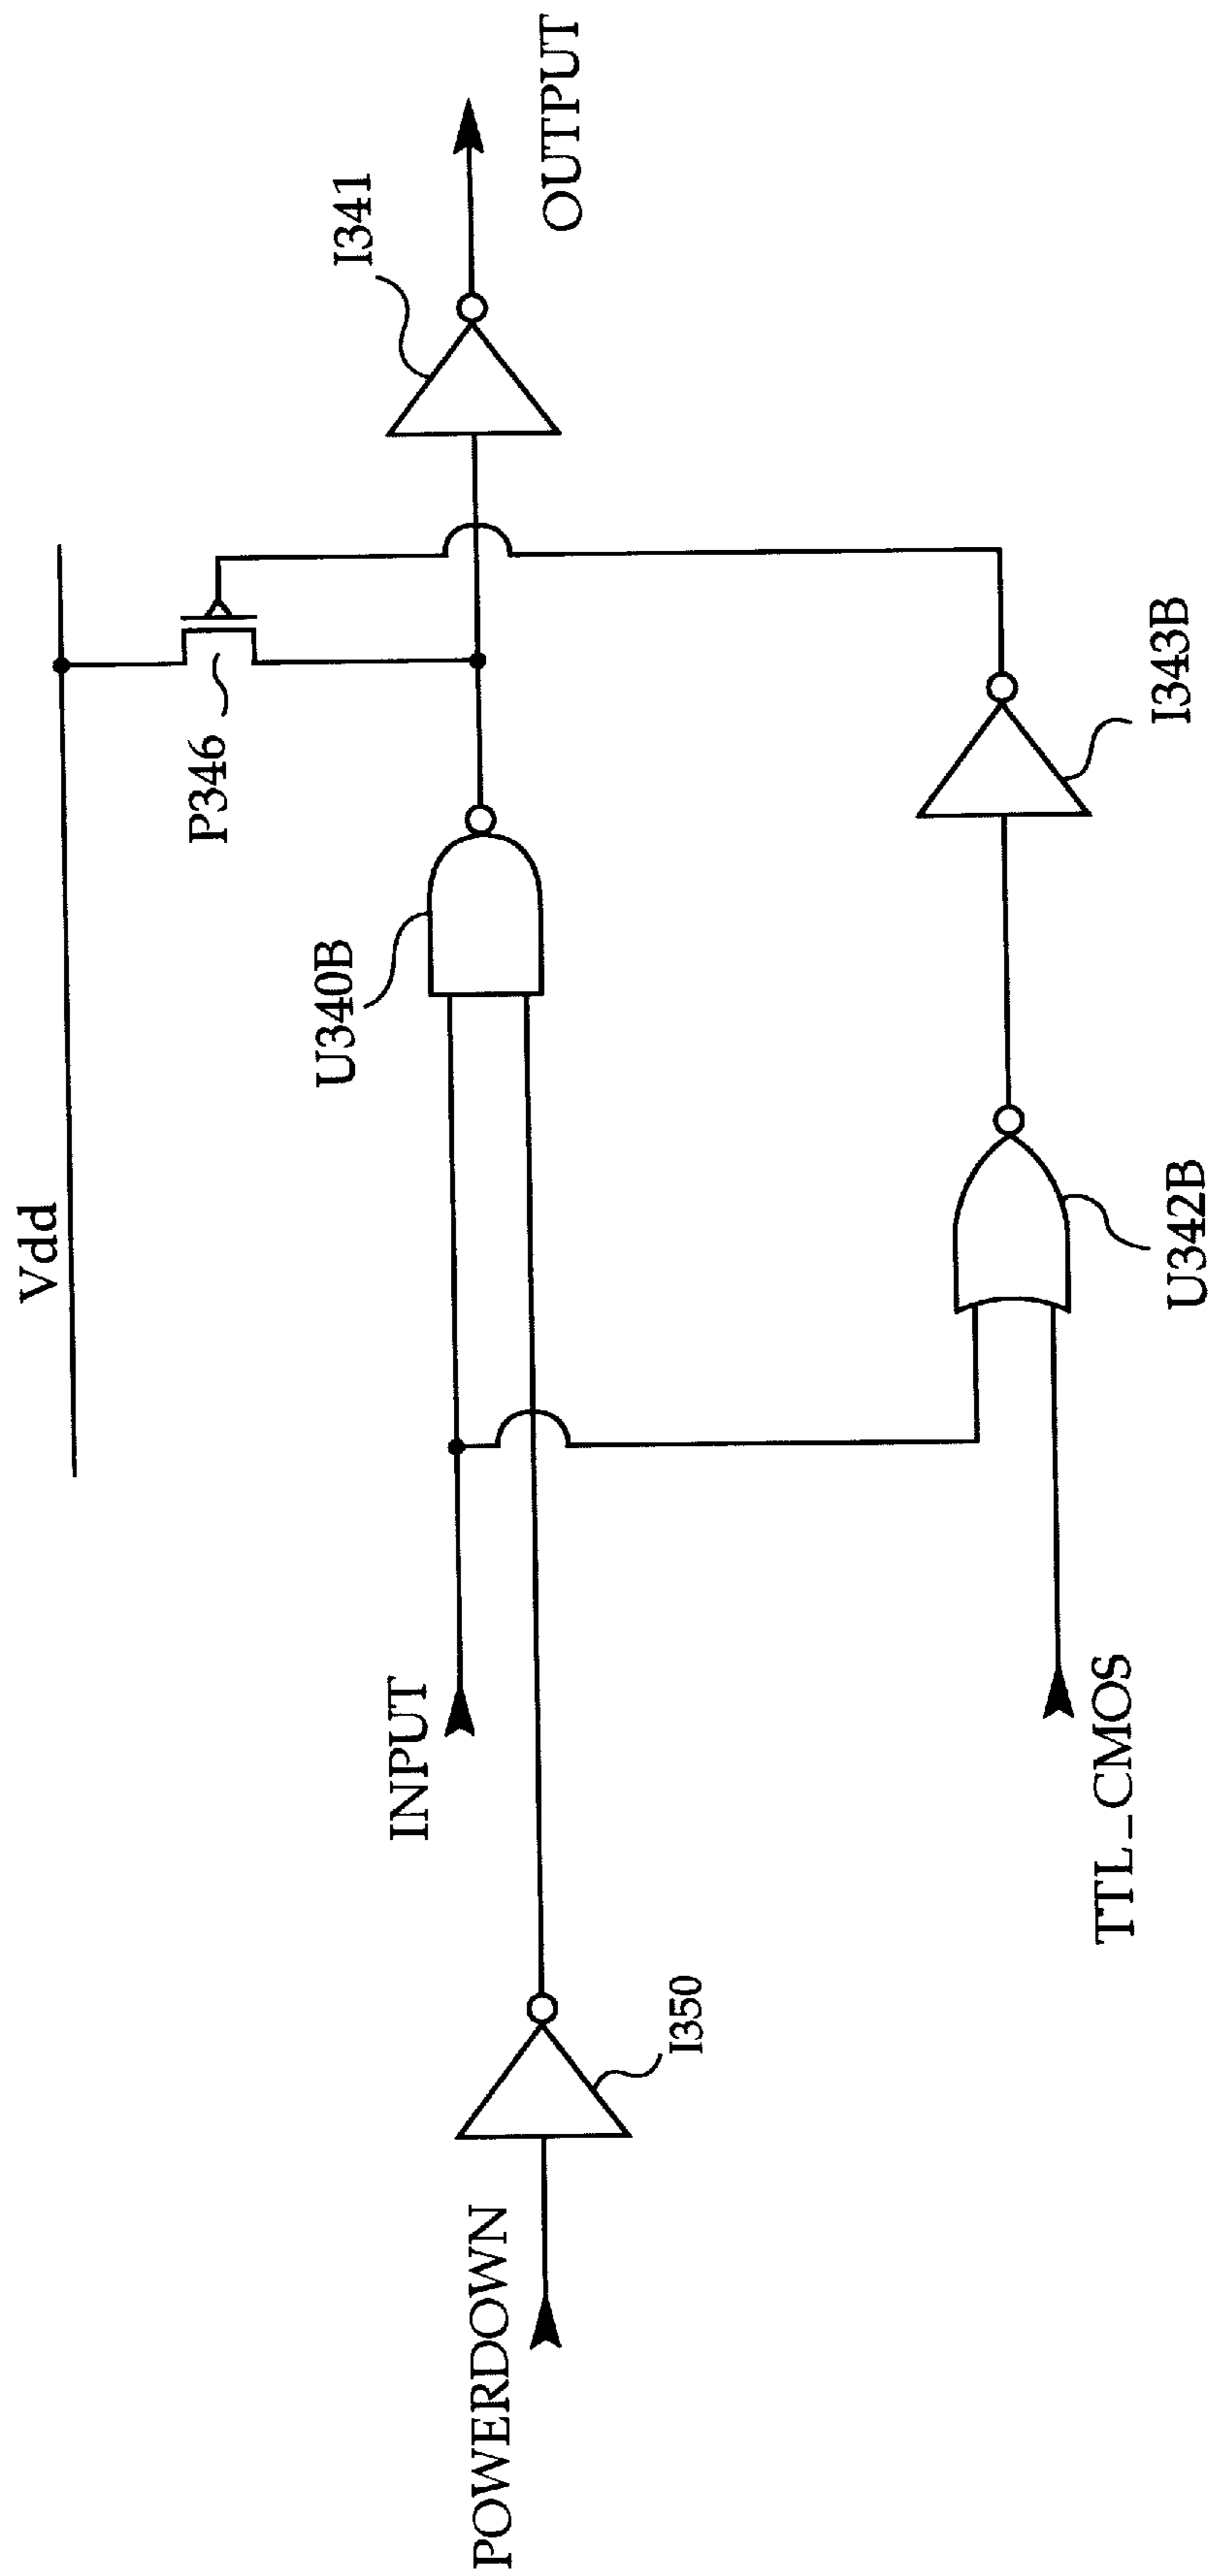 Vdd
P346
I341
OUTPUT
U340B
INPUT
POWERDOWN
I350
TTL_CMOS
U342B
I343B